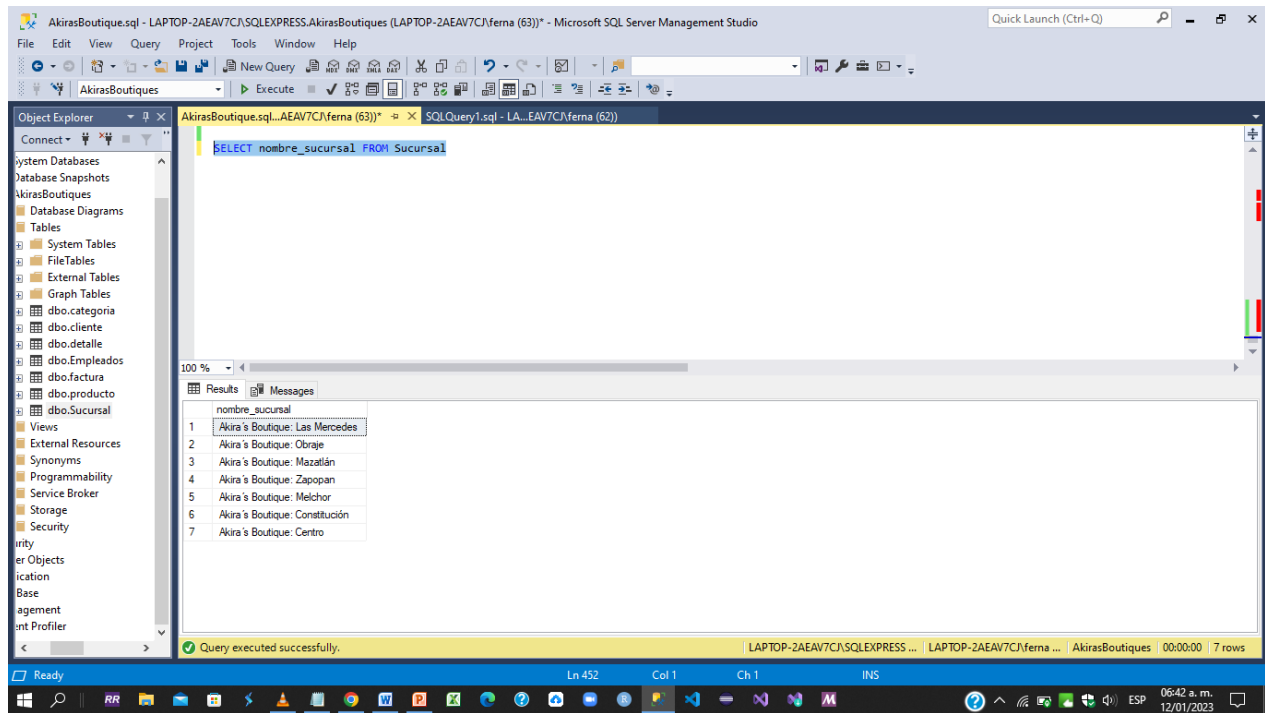 AkirasBoutique.sql - LAPTOP-2AEAV7CJ\SQLEXPRESS.AkirasBoutiques (LAPTOP-2AEAV7CJ\ferna (63))* - Microsoft SQL Server Management Studio
Quick Launch (Ctrl+Q)
File Edit View Query Project Tools Window Help
New Query MDX DMX XMLA DAX
AkirasBoutiques Execute
Object Explorer
AkirasBoutique.sql...AEAV7CJ\ferna (63))* SQLQuery1.sql - LA...EAV7CJ\ferna (62))
Connect
SELECT nombre_sucursal FROM Sucursal
ystem Databases
Database Snapshots
AkirasBoutiques
Database Diagrams
Tables
System Tables
FileTables
External Tables
Graph Tables
dbo.categoria
dbo.cliente
dbo.detalle
dbo.Empleados
dbo.factura
dbo.producto
dbo.Sucursal
Views
External Resources
Synonyms
Programmability
Service Broker
Storage
Security
urity
er Objects
ication
Base
agement
ent Profiler
100 %
Results Messages
nombre_sucursal
1 Akira´s Boutique: Las Mercedes
2 Akira´s Boutique: Obraje
3 Akira´s Boutique: Mazatlán
4 Akira´s Boutique: Zapopan
5 Akira´s Boutique: Melchor
6 Akira´s Boutique: Constitución
7 Akira´s Boutique: Centro
Query executed successfully. LAPTOP-2AEAV7CJ\SQLEXPRESS ... LAPTOP-2AEAV7CJ\ferna ... AkirasBoutiques 00:00:00 7 rows
Ready Ln 452 Col 1 Ch 1 INS
RR ESP 06:42 a. m.
12/01/2023